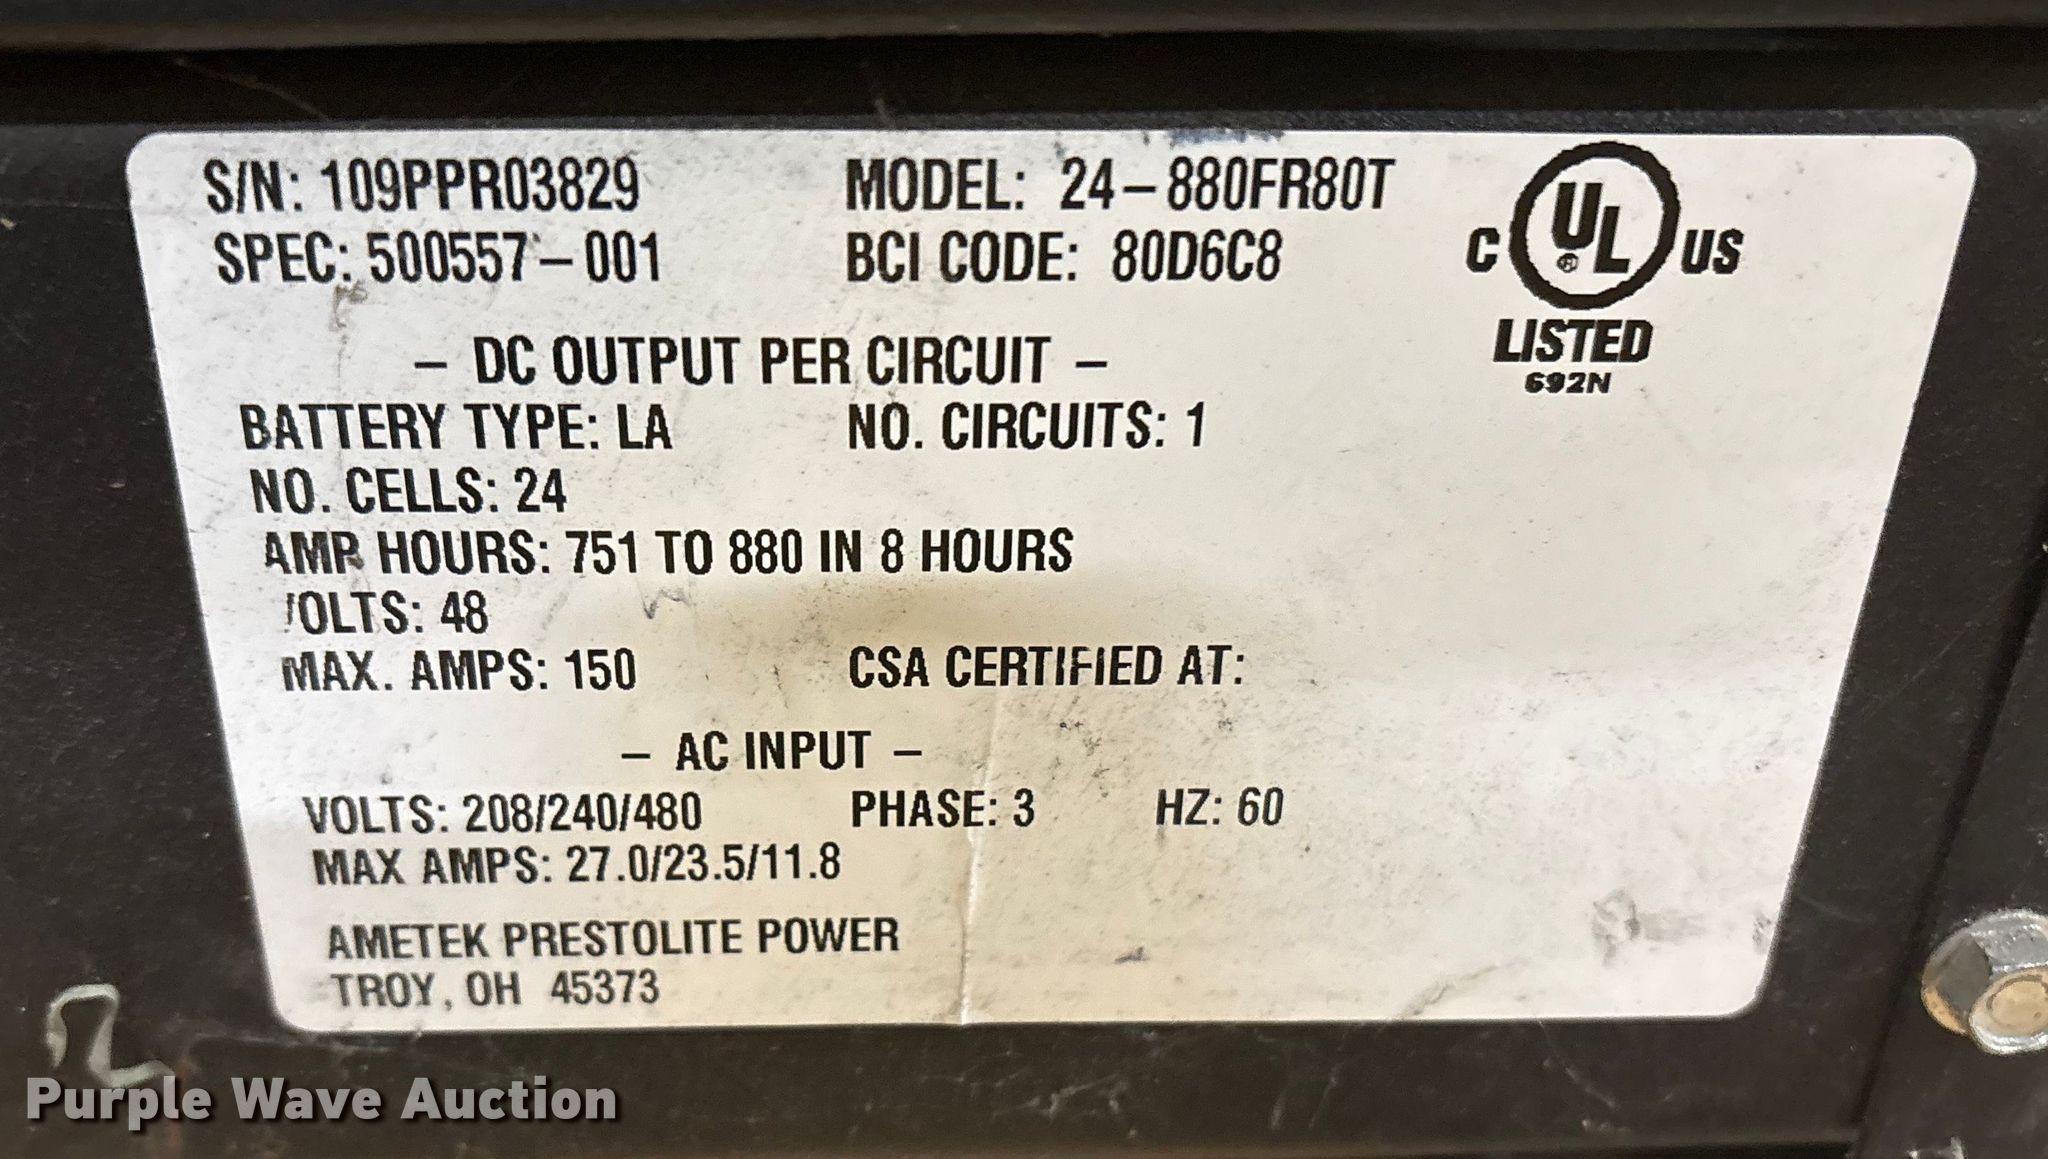 S/N: 109PPR03829 MODEL: 24-880FR80T
SPEC: 500557-001 BCI CODE: 80D6C8
C UL ® US
LISTED
692N
- DC OUTPUT PER CIRCUIT -
BATTERY TYPE: LA NO. CIRCUITS: 1
NO. CELLS: 24
AMP HOURS: 751 TO 880 IN 8 HOURS
VOLTS: 48
MAX. AMPS: 150 CSA CERTIFIED AT:
- AC INPUT -
VOLTS: 208/240/480 PHASE: 3 HZ: 60
MAX AMPS: 27.0/23.5/11.8
AMETEK PRESTOLITE POWER
TROY, OH 45373
Purple Wave Auction